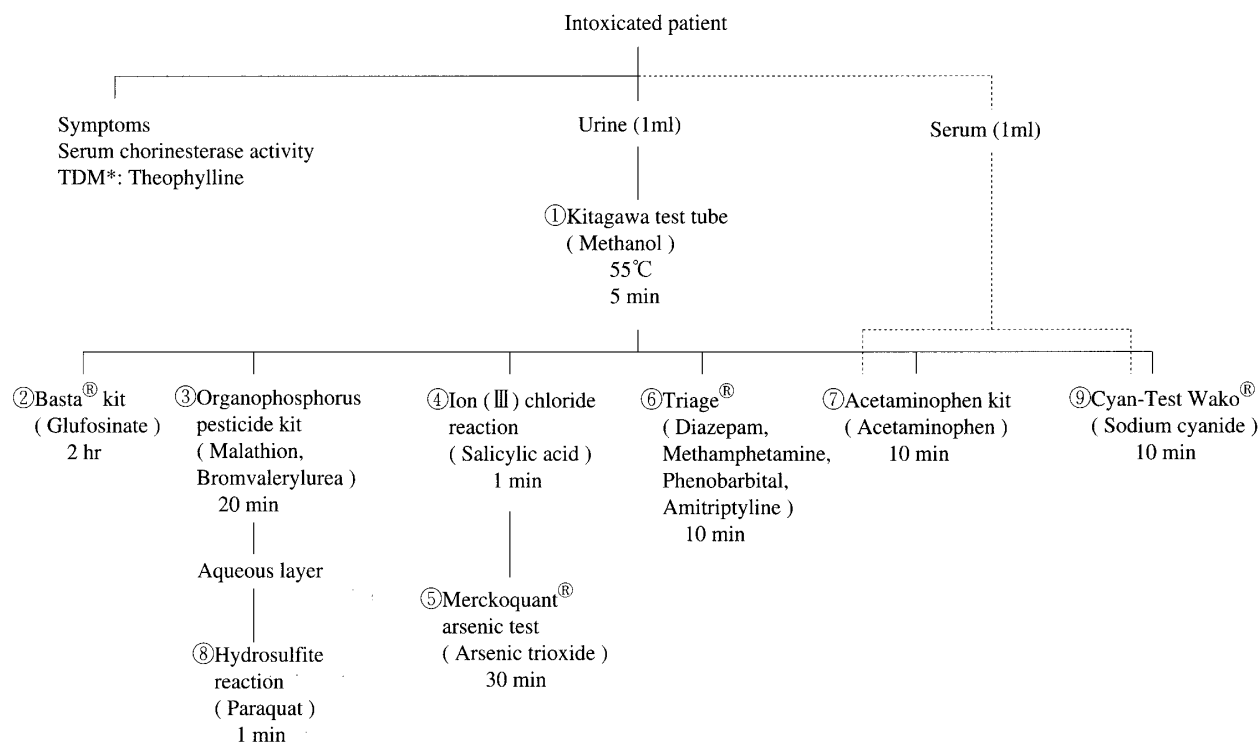 Intoxicated patient
Symptoms
Serum chorinesterase activity
TDM*: Theophylline
Urine (1ml)
Serum (1ml)
①Kitagawa test tube
( Methanol )
55℃
5 min
②Basta® kit
( Glufosinate )
2 hr
③Organophosphorus
pesticide kit
( Malathion,
Bromvalerylurea )
20 min
Aqueous layer
⑧Hydrosulfite
reaction
( Paraquat )
1 min
④Ion (Ⅲ) chloride
reaction
( Salicylic acid )
1 min
⑤Merckoquant®
arsenic test
( Arsenic trioxide )
30 min
⑥Triage®
( Diazepam,
Methamphetamine,
Phenobarbital,
Amitriptyline )
10 min
⑦Acetaminophen kit
( Acetaminophen )
10 min
⑨Cyan-Test Wako®
( Sodium cyanide )
10 min